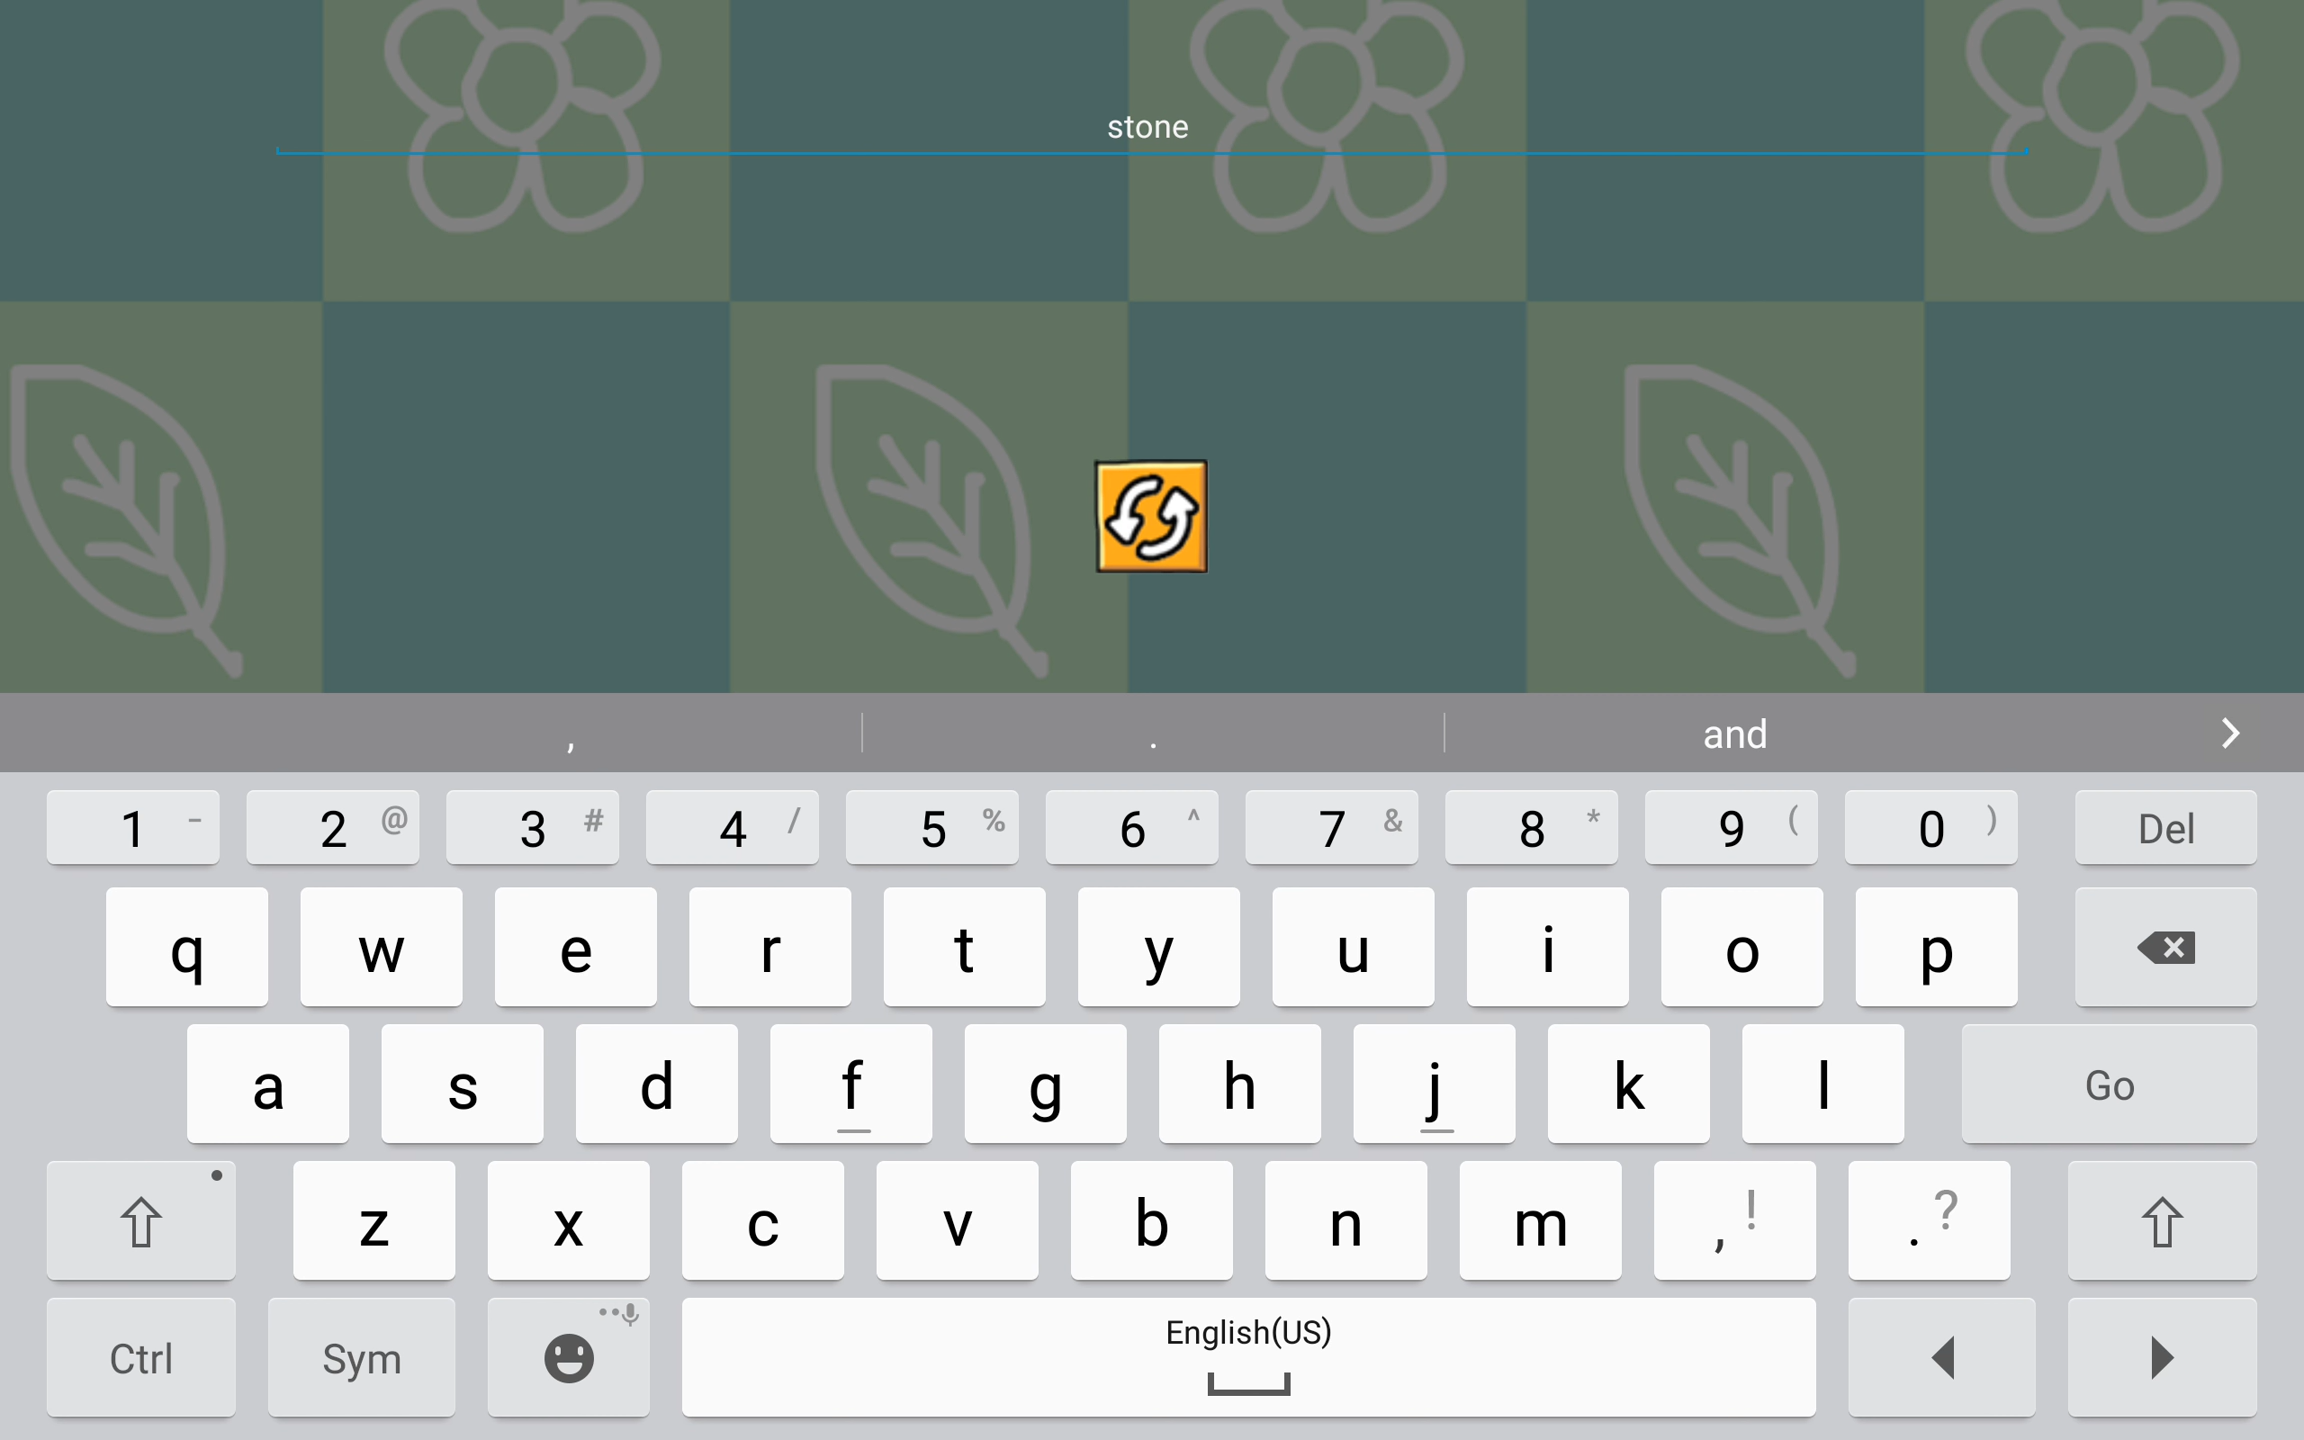 stone
, . and
1 - 2 @ 3 # 4 / 5 % 6 ^ 7 & 8 * 9 ( 0 ) Del
q w e r t y u i o p
a s d f g h j k l Go
z x c v b n m , ! . ?
Ctrl Sym English(US)